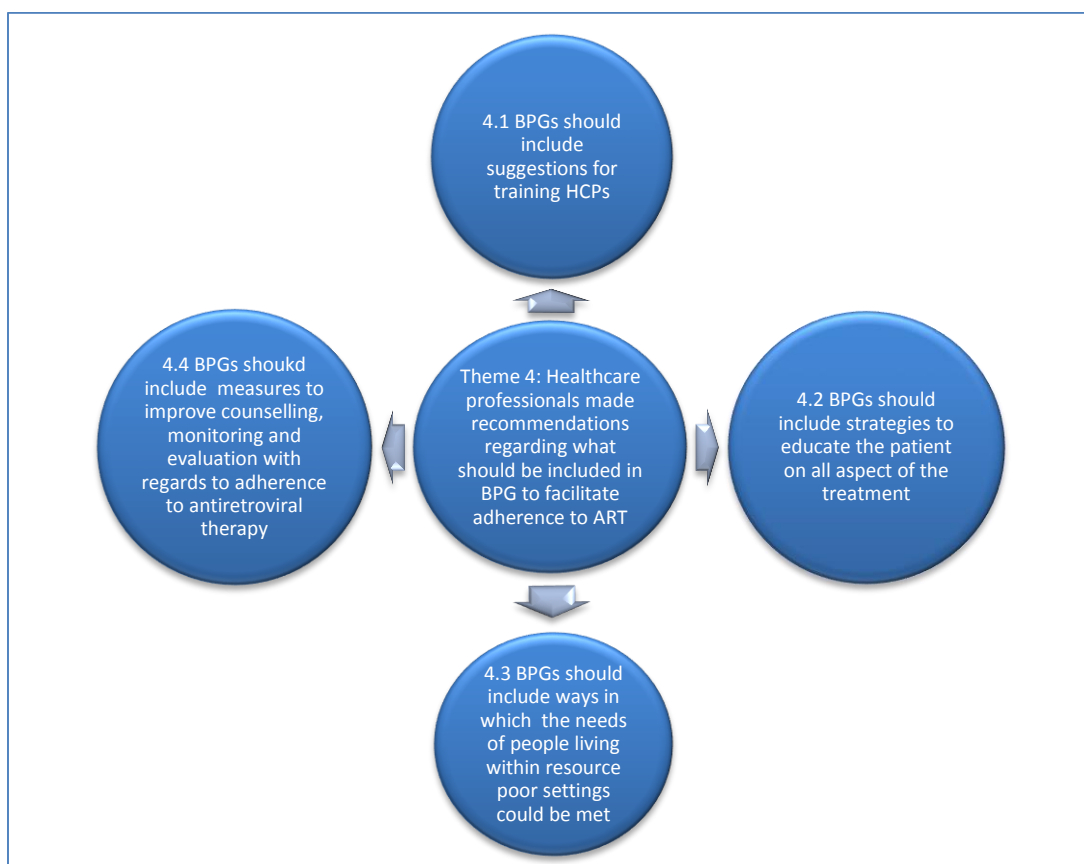 4.1 BPGs should
include
suggestions for
training HCPs
4.4 BPGs shoukd
include  measures to
improve counselling,
monitoring and
evaluation with
regards to adherence
to antiretroviral
therapy
Theme 4: Healthcare
professionals made
recommendations
regarding what
should be included in
BPG to facilitate
adherence to ART
4.2 BPGs should
include strategies to
educate the patient
on all aspect of the
treatment
4.3 BPGs should
include ways in
which  the needs
of people living
within resource
poor settings
could be met